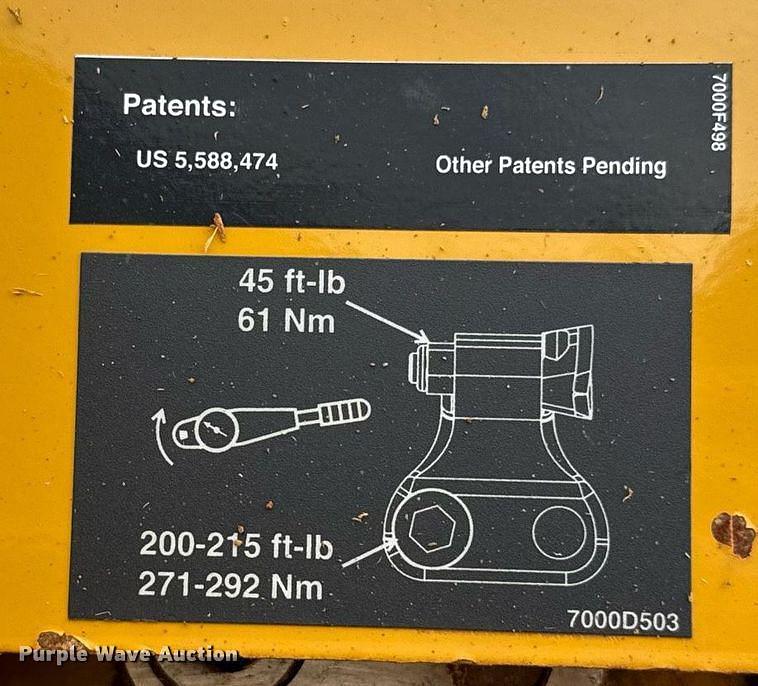 Patents:
US 5,588,474
Other Patents Pending
7000F498
45 ft-lb
61 Nm
200-215 ft-lb
271-292 Nm
7000D503
Purple Wave Auction